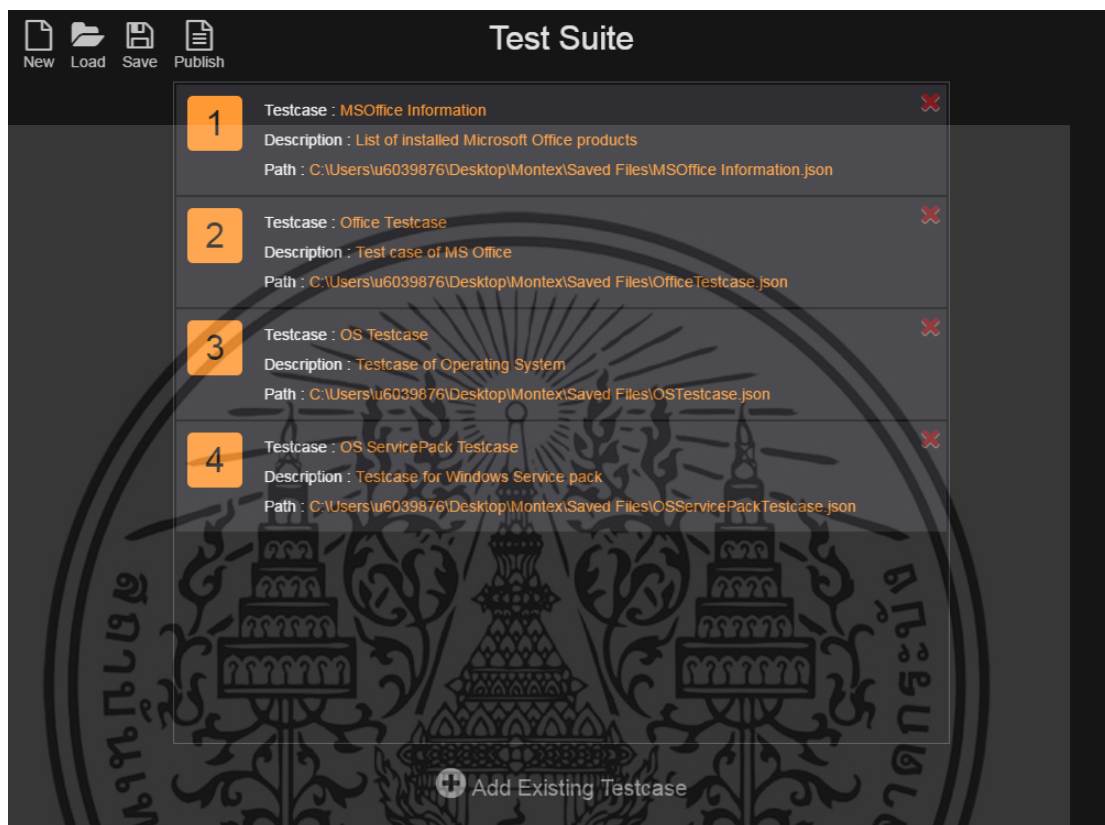 Test Suite
New Load Save Publish
1
Testcase : MSOffice Information
Description : List of installed Microsoft Office products
Path : C:\Users\u6039876\Desktop\Montex\Saved Files\MSOffice Information.json
2
Testcase : Office Testcase
Description : Test case of MS Office
Path : C:\Users\u6039876\Desktop\Montex\Saved Files\OfficeTestcase.json
3
Testcase : OS Testcase
Description : Testcase of Operating System
Path : C:\Users\u6039876\Desktop\Montex\Saved Files\OSTestcase.json
4
Testcase : OS ServicePack Testcase
Description : Testcase for Windows Service pack
Path : C:\Users\u6039876\Desktop\Montex\Saved Files\OSServicePackTestcase.json
Add Existing Testcase